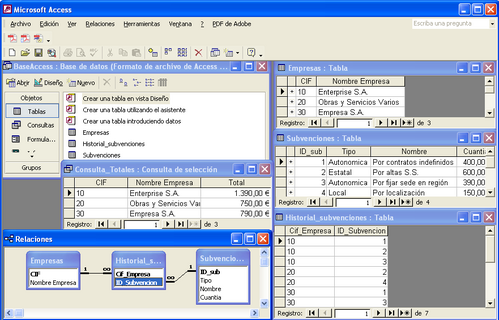 Microsoft Access
Archivo Edición Ver Relaciones Herramientas Ventana ? PDF de Adobe
Escriba una pregunta
BaseAccess : Base de datos (Formato de archivo de Access ...
Abrir Diseño Nuevo
Objetos
Tablas
Consultas
Formula...
Grupos
Crear una tabla en vista Diseño
Crear una tabla utilizando el asistente
Crear una tabla introduciendo datos
Empresas
Historial_subvenciones
Subvenciones
Empresas : Tabla
CIF Nombre Empresa
+ 10 Enterprise S.A.
+ 20 Obras y Servicios Varios
+ 30 Empresa S.A.
Registro: 1 de 3
Subvenciones : Tabla
ID_sub Tipo Nombre Cuantía
+ 1 Autonomica Por contratos indefinidos 400,00
+ 2 Estatal Por altas S.S. 600,00
+ 3 Autonomica Por fijar sede en región 390,00
+ 4 Local Por localización 150,00
Registro: 1 de 4
Consulta_Totales : Consulta de selección
CIF Nombre Empresa Total
10 Enterprise S.A. 1.390,00 €
20 Obras y Servicios Vari 750,00 €
30 Empresa S.A. 790,00 €
Registro: 1 de 3
Historial_subvenciones : Tabla
Cif_Empresa ID_Subvencion
10 1
10 2
10 3
20 2
20 4
30 1
30 3
Registro: 1 de 7
Relaciones
Empresas
CIF
Nombre Empresa
1 ∞
Historial_s...
Cif_Empresa
ID_Subvencion
∞ 1
Subvencio...
ID_sub
Tipo
Nombre
Cuantia